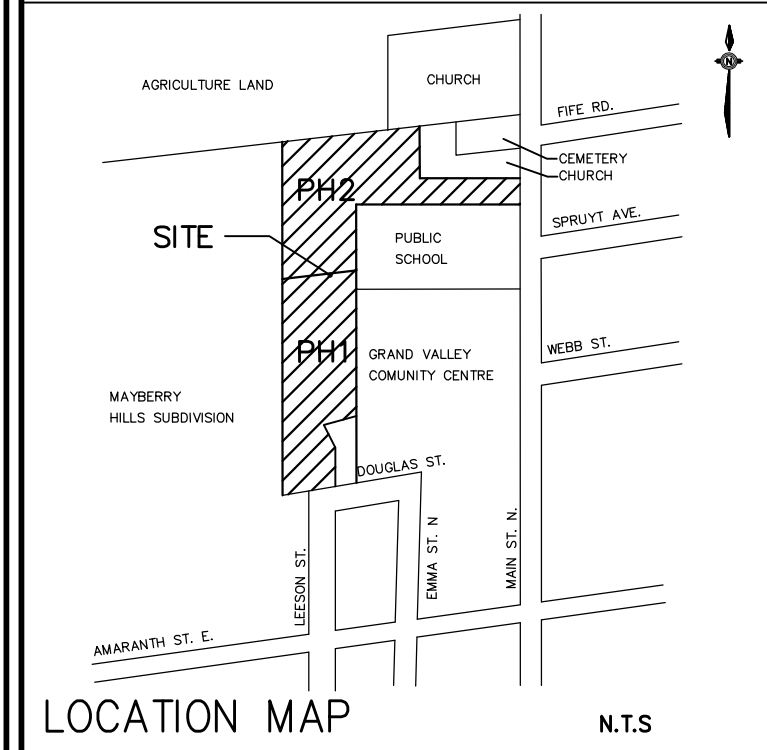 AGRICULTURE LAND
CHURCH
N
FIFE RD.
CEMETERY
CHURCH
PH2
SPRUYT AVE.
SITE
PUBLIC
SCHOOL
WEBB ST.
PH1
GRAND VALLEY
COMUNITY CENTRE
MAYBERRY
HILLS SUBDIVISION
DOUGLAS ST.
LEESON ST.
EMMA ST. N
MAIN ST. N.
AMARANTH ST. E.
LOCATION MAP
N.T.S